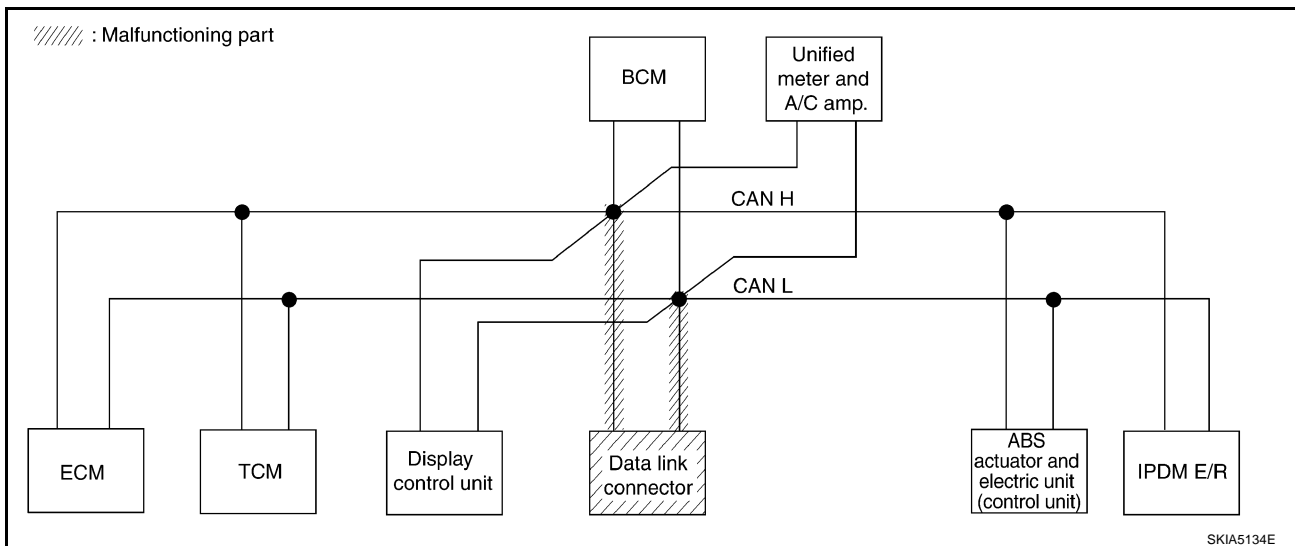 : Malfunctioning part
BCM
Unified
meter and
A/C amp.
CAN H
CAN L
ECM
TCM
Display
control unit
Data link
connector
ABS
actuator and
electric unit
(control unit)
IPDM E/R
SKIA5134E